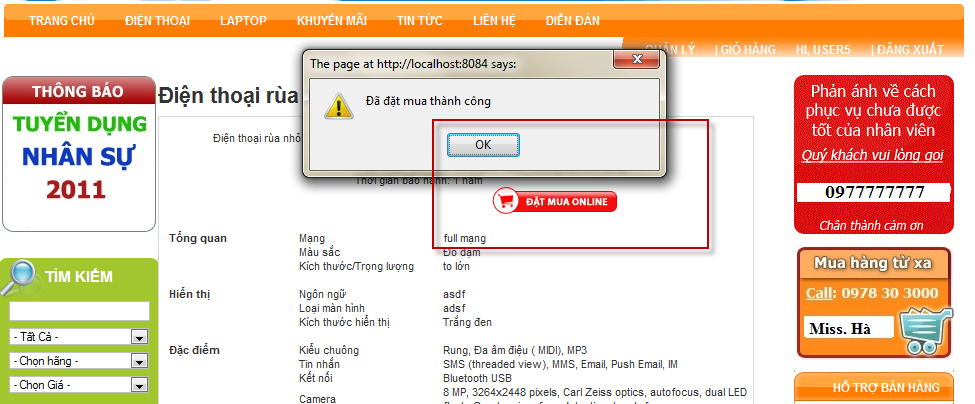 TRANG CHỦ ĐIỆN THOẠI LAPTOP KHUYẾN MÃI TIN TỨC LIÊN HỆ DIỄN ĐÀN
QUẢN LÝ | GIỎ HÀNG HI, USER5 | ĐĂNG XUẤT
The page at http://localhost:8084 says:
Đã đặt mua thành công
OK
THÔNG BÁO
TUYỂN DỤNG
NHÂN SỰ
2011
TÌM KIẾM
- Tất Cả -
- Chọn hãng -
- Chọn Giá -
Điện thoại rùa
Điện thoại rùa nhỏ
Thời gian bảo hành: 1 năm
ĐẶT MUA ONLINE
Tổng quan Mạng full mạng
Màu sắc Đỏ đậm
Kích thước/Trọng lượng to lớn
Hiển thị Ngôn ngữ asdf
Loại màn hình adsf
Kích thước hiển thị Trắng đen
Đặc điểm Kiểu chuông Rung, Đa âm điệu ( MIDI), MP3
Tin nhắn SMS (threaded view), MMS, Email, Push Email, IM
Kết nối Bluetooth USB
Camera 8 MP, 3264x2448 pixels, Carl Zeiss optics, autofocus, dual LED
Phản ánh về cách
phục vụ chưa được
tốt của nhân viên
Quý khách vui lòng gọi
0977777777
Chân thành cảm ơn
Mua hàng từ xa
Call: 0978 30 3000
Miss. Hà
HỖ TRỢ BÁN HÀNG